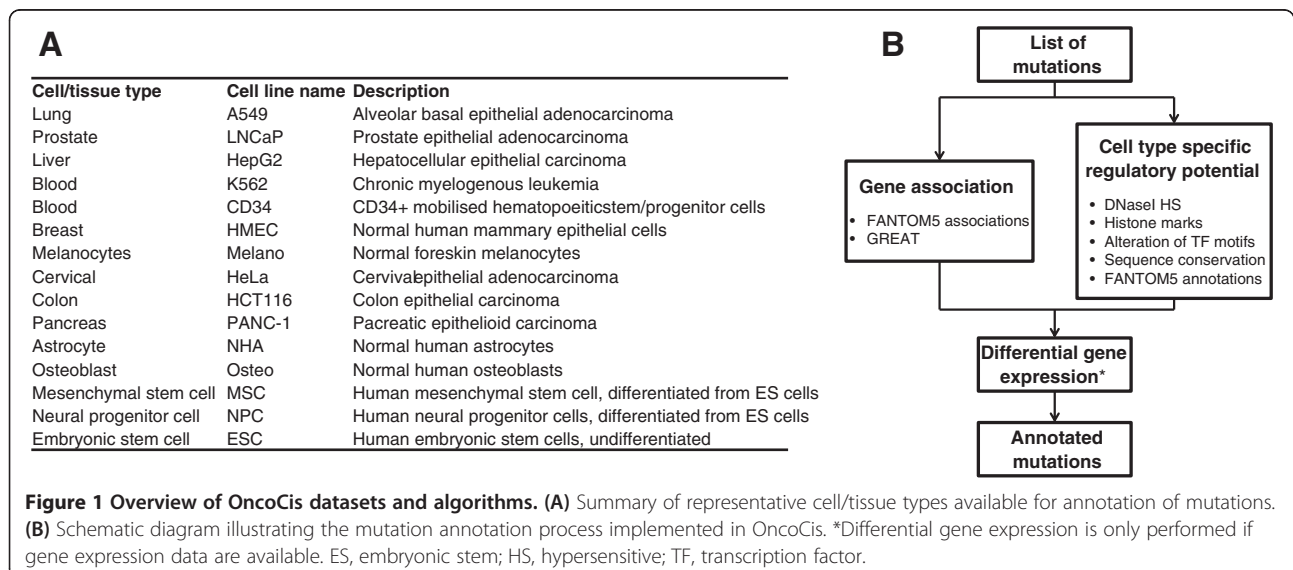 A
Cell/tissue type Cell line name Description
Lung A549 Alveolar basal epithelial adenocarcinoma
Prostate LNCaP Prostate epithelial adenocarcinoma
Liver HepG2 Hepatocellular epithelial carcinoma
Blood K562 Chronic myelogenous leukemia
Blood CD34 CD34+ mobilised hematopoeiticstem/progenitor cells
Breast HMEC Normal human mammary epithelial cells
Melanocytes Melano Normal foreskin melanocytes
Cervical HeLa Cervivalepithelial adenocarcinoma
Colon HCT116 Colon epithelial carcinoma
Pancreas PANC-1 Pacreatic epithelioid carcinoma
Astrocyte NHA Normal human astrocytes
Osteoblast Osteo Normal human osteoblasts
Mesenchymal stem cell MSC Human mesenchymal stem cell, differentiated from ES cells
Neural progenitor cell NPC Human neural progenitor cells, differentiated from ES cells
Embryonic stem cell ESC Human embryonic stem cells, undifferentiated
B
List of
mutations
Gene association
• FANTOM5 associations
• GREAT
Cell type specific
regulatory potential
• DNaseI HS
• Histone marks
• Alteration of TF motifs
• Sequence conservation
• FANTOM5 annotations
Differential gene
expression*
Annotated
mutations
Figure 1 Overview of OncoCis datasets and algorithms. (A) Summary of representative cell/tissue types available for annotation of mutations.
(B) Schematic diagram illustrating the mutation annotation process implemented in OncoCis. *Differential gene expression is only performed if
gene expression data are available. ES, embryonic stem; HS, hypersensitive; TF, transcription factor.